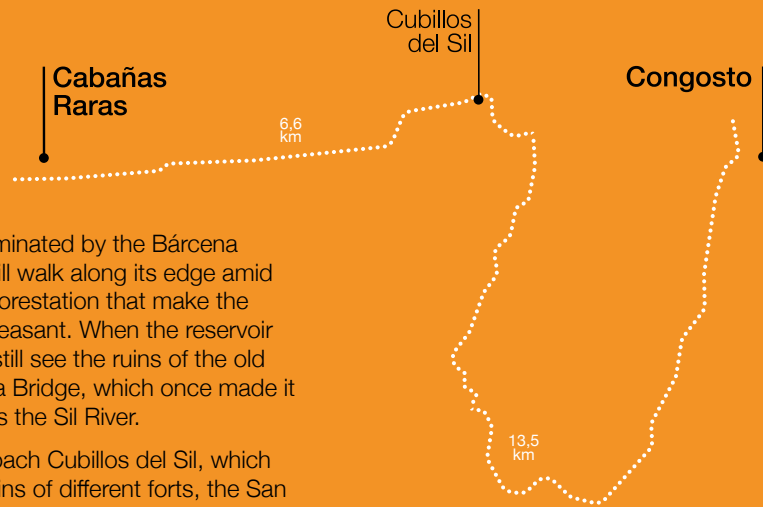 Cubillos
del Sil
Cabañas
Raras
Congosto
6,6
km
minated by the Bárcena
ill walk along its edge amid
orestation that make the
easant. When the reservoir
still see the ruins of the old
a Bridge, which once made it
s the Sil River.
oach Cubillos del Sil, which
ins of different forts, the San
13,5
km